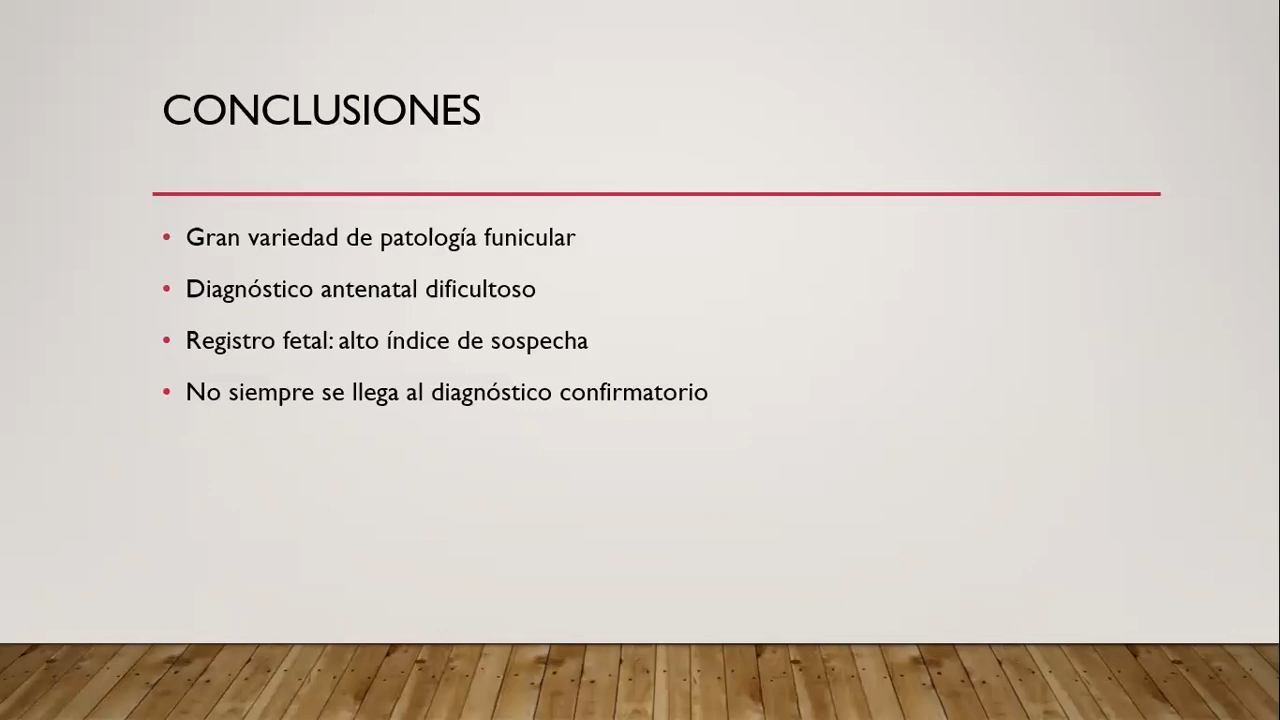 CONCLUSIONES
• Gran variedad de patología funicular
• Diagnóstico antenatal dificultoso
• Registro fetal: alto índice de sospecha
• No siempre se llega al diagnóstico confirmatorio